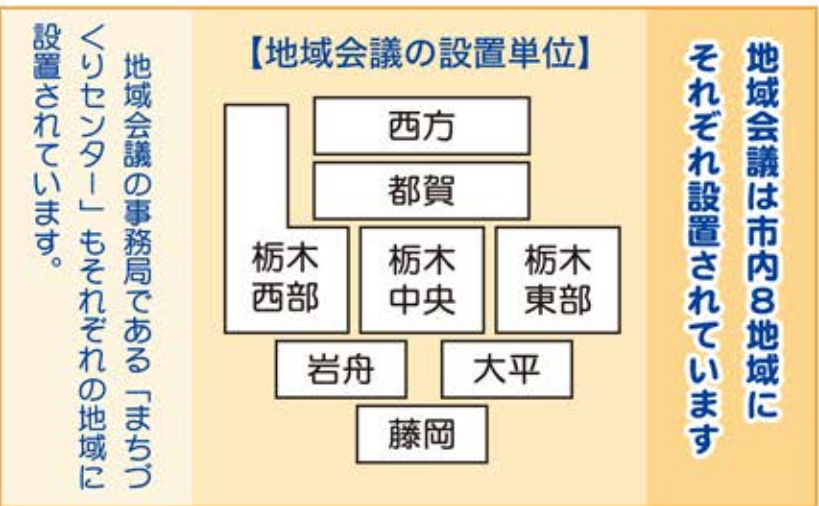 地域会議は市内8地域に
それぞれ設置されています
【地域会議の設置単位】
西方
都賀
栃木
西部
栃木
中央
栃木
東部
岩舟
大平
藤岡
地域会議の事務局である「まちづ
くりセンター」もそれぞれの地域に
設置されています。